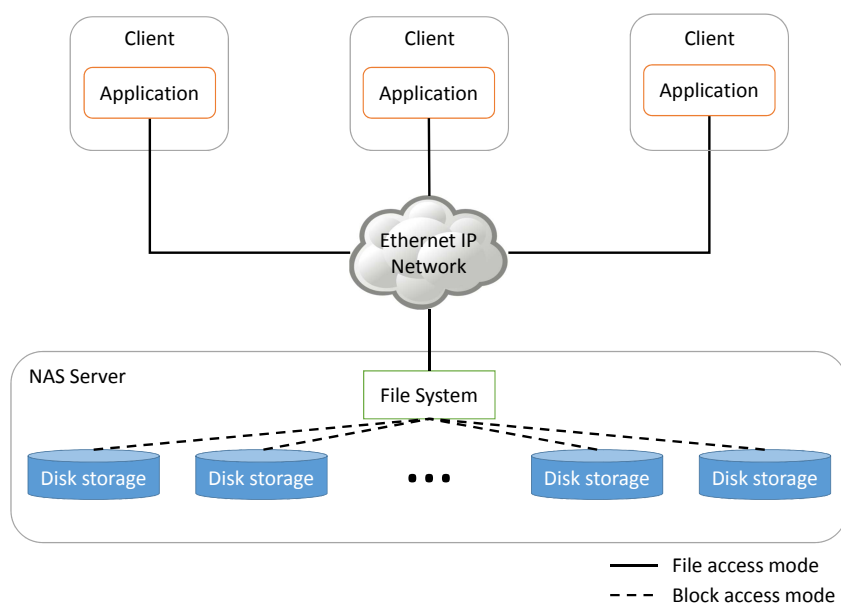 Client
Client
Client
Application
Application
Application
Ethernet IP
Network
NAS Server
File System
Disk storage
Disk storage
...
Disk storage
Disk storage
File access mode
Block access mode